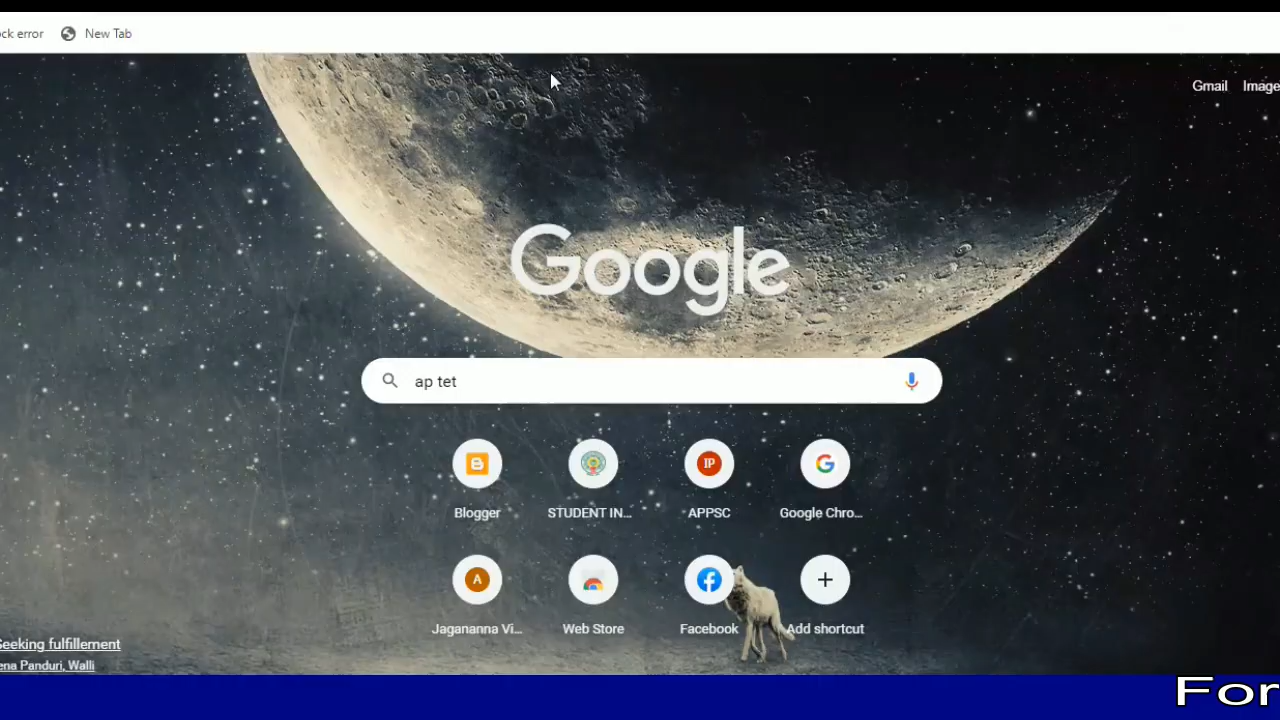 ck error New Tab
Gmail Image
Google
ap tet
Blogger STUDENT IN... APPSC Google Chro...
Jagananna Vi... Web Store Facebook Add shortcut
Seeking fulfillement
ena Panduri, Walli
For